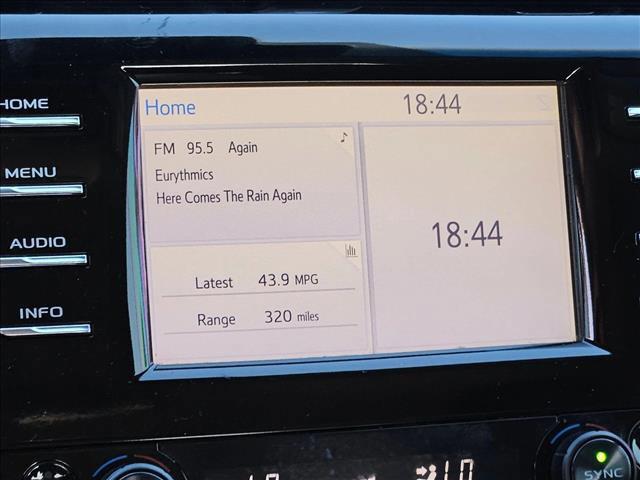 HOME
MENU
AUDIO
INFO
Home 18:44
FM 95.5 Again
Eurythmics
Here Comes The Rain Again
Latest 43.9 MPG
Range 320 miles
18:44
SYNC